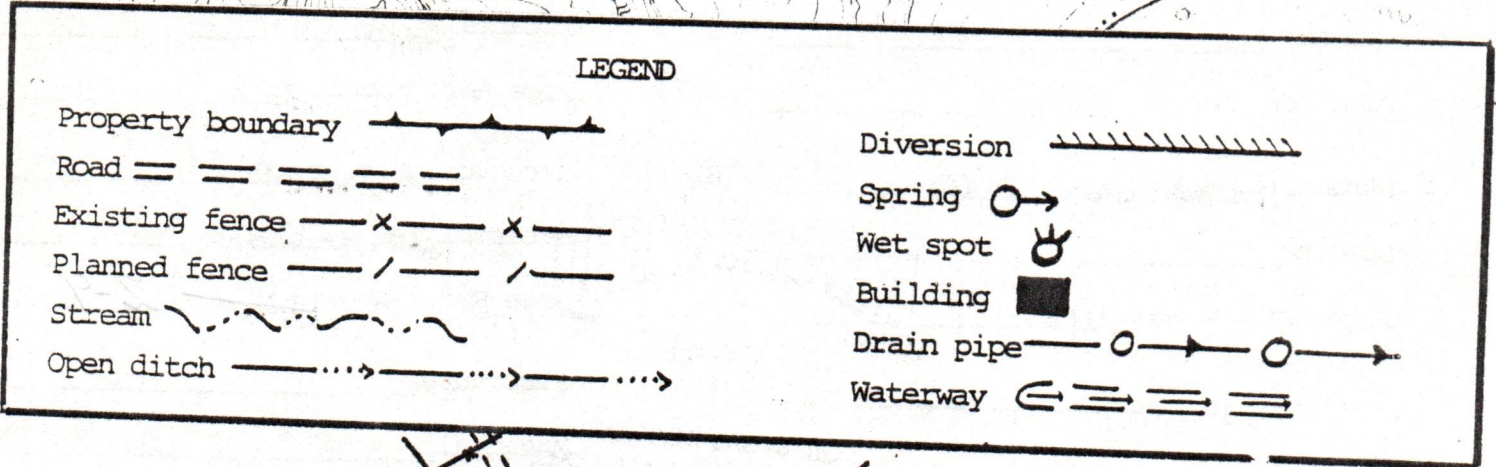 LEGEND
Property boundary
Road
Existing fence
Planned fence
Stream
Open ditch
Diversion
Spring
Wet spot
Building
Drain pipe
Waterway